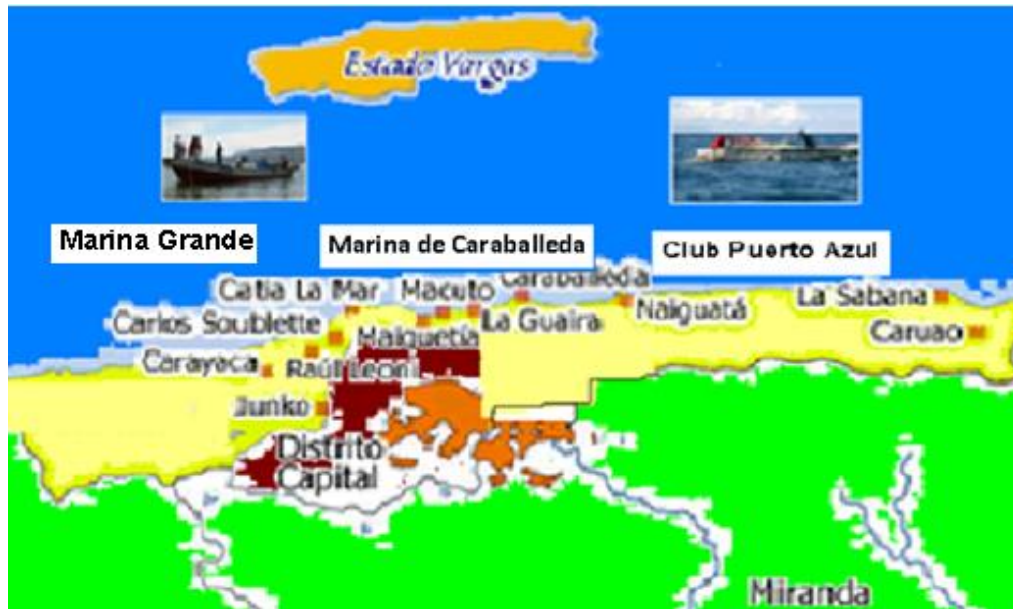 Estado Vargas
Marina Grande
Marina de Caraballeda
Club Puerto Azul
Caraballeda
Catia La Mar
Macuto
Naiguatá
La Sabana
Carlos Soublette
Maiquetía
La Guaira
Caruao
Carayaca
Raúl Leoni
Junko
Distrito
Capital
Miranda